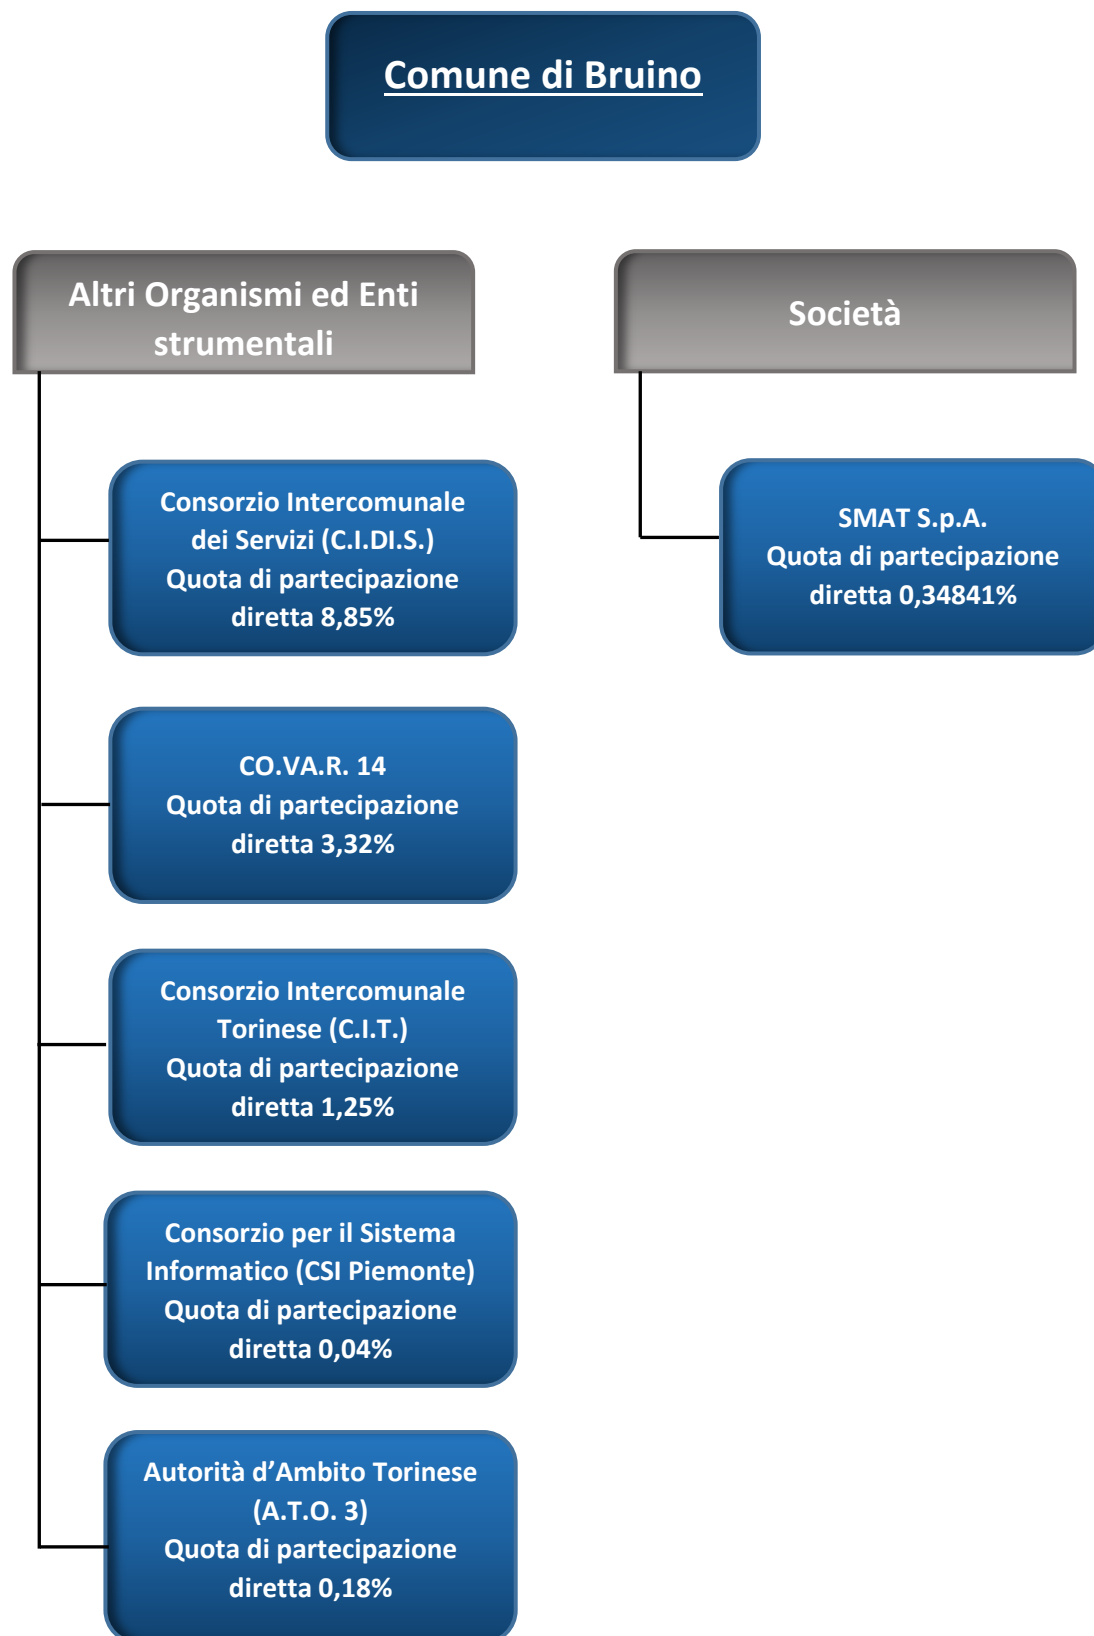 Comune di Bruino
Altri Organismi ed Enti
strumentali
Società
Consorzio Intercomunale
dei Servizi (C.I.DI.S.)
Quota di partecipazione
diretta 8,85%
SMAT S.p.A.
Quota di partecipazione
diretta 0,34841%
CO.VA.R. 14
Quota di partecipazione
diretta 3,32%
Consorzio Intercomunale
Torinese (C.I.T.)
Quota di partecipazione
diretta 1,25%
Consorzio per il Sistema
Informatico (CSI Piemonte)
Quota di partecipazione
diretta 0,04%
Autorità d’Ambito Torinese
(A.T.O. 3)
Quota di partecipazione
diretta 0,18%